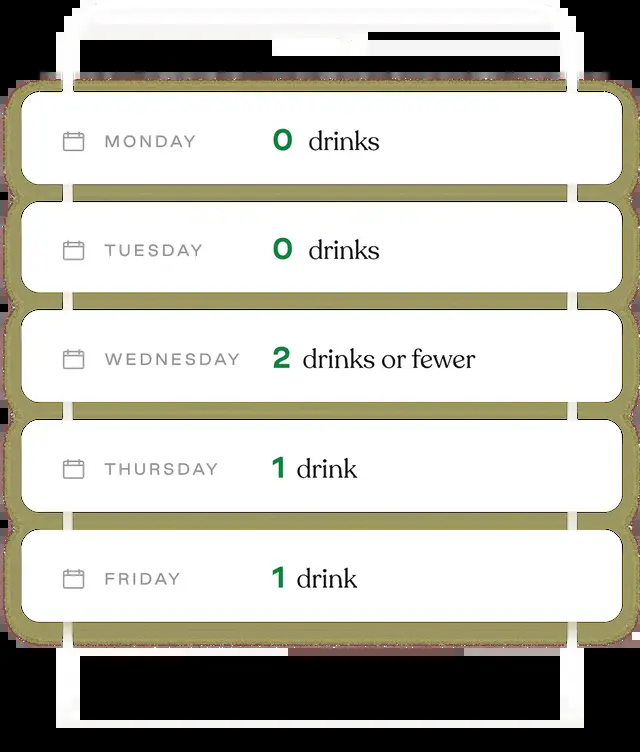 MONDAY 0 drinks
TUESDAY 0 drinks
WEDNESDAY 2 drinks or fewer
THURSDAY 1 drink
FRIDAY 1 drink